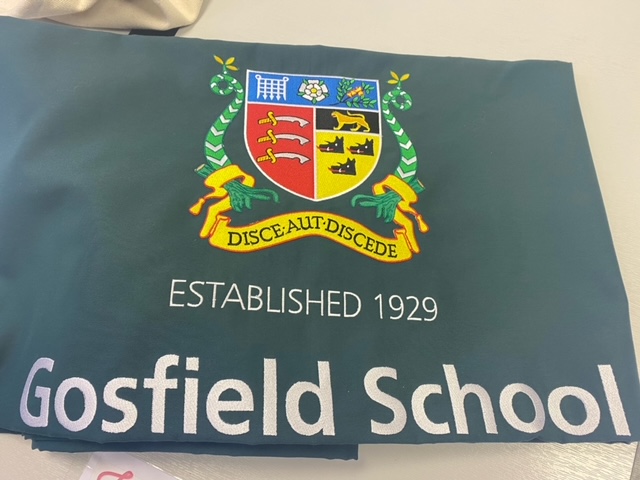 DISCE·AUT·DISCEDE
ESTABLISHED 1929
Gosfield School